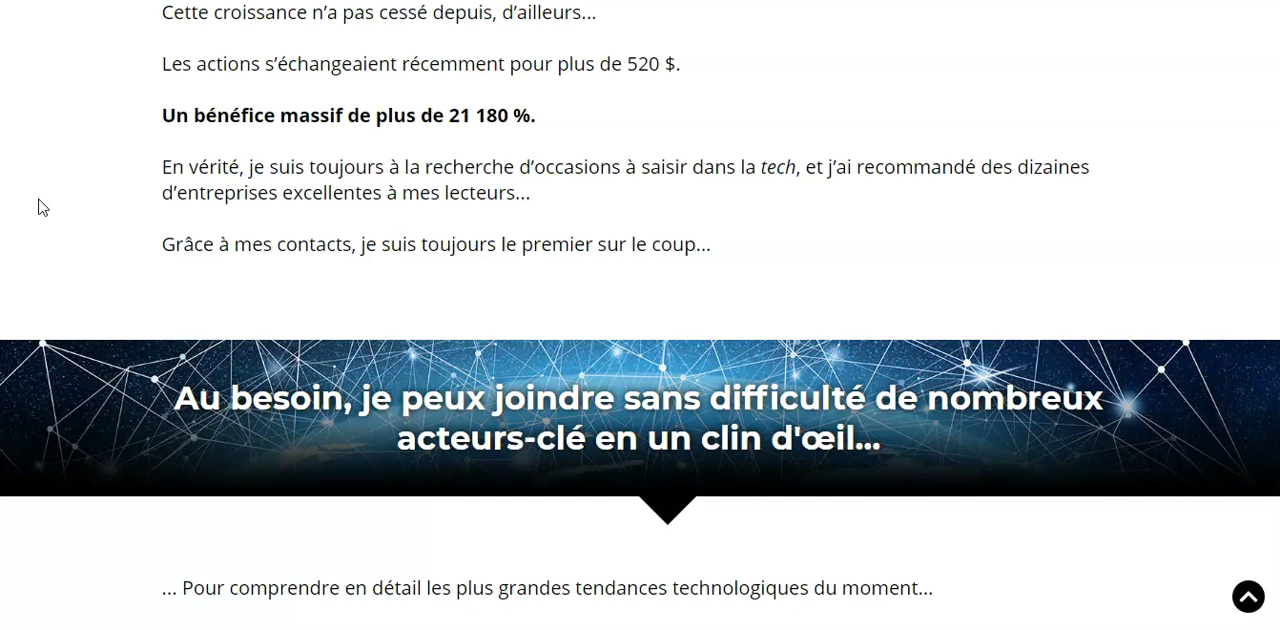 Cette croissance n’a pas cessé depuis, d’ailleurs...
Les actions s’échangeaient récemment pour plus de 520 $.
Un bénéfice massif de plus de 21 180 %.
En vérité, je suis toujours à la recherche d’occasions à saisir dans la tech, et j’ai recommandé des dizaines
d’entreprises excellentes à mes lecteurs...
Grâce à mes contacts, je suis toujours le premier sur le coup...
Au besoin, je peux joindre sans difficulté de nombreux
acteurs-clé en un clin d'œil...
... Pour comprendre en détail les plus grandes tendances technologiques du moment...